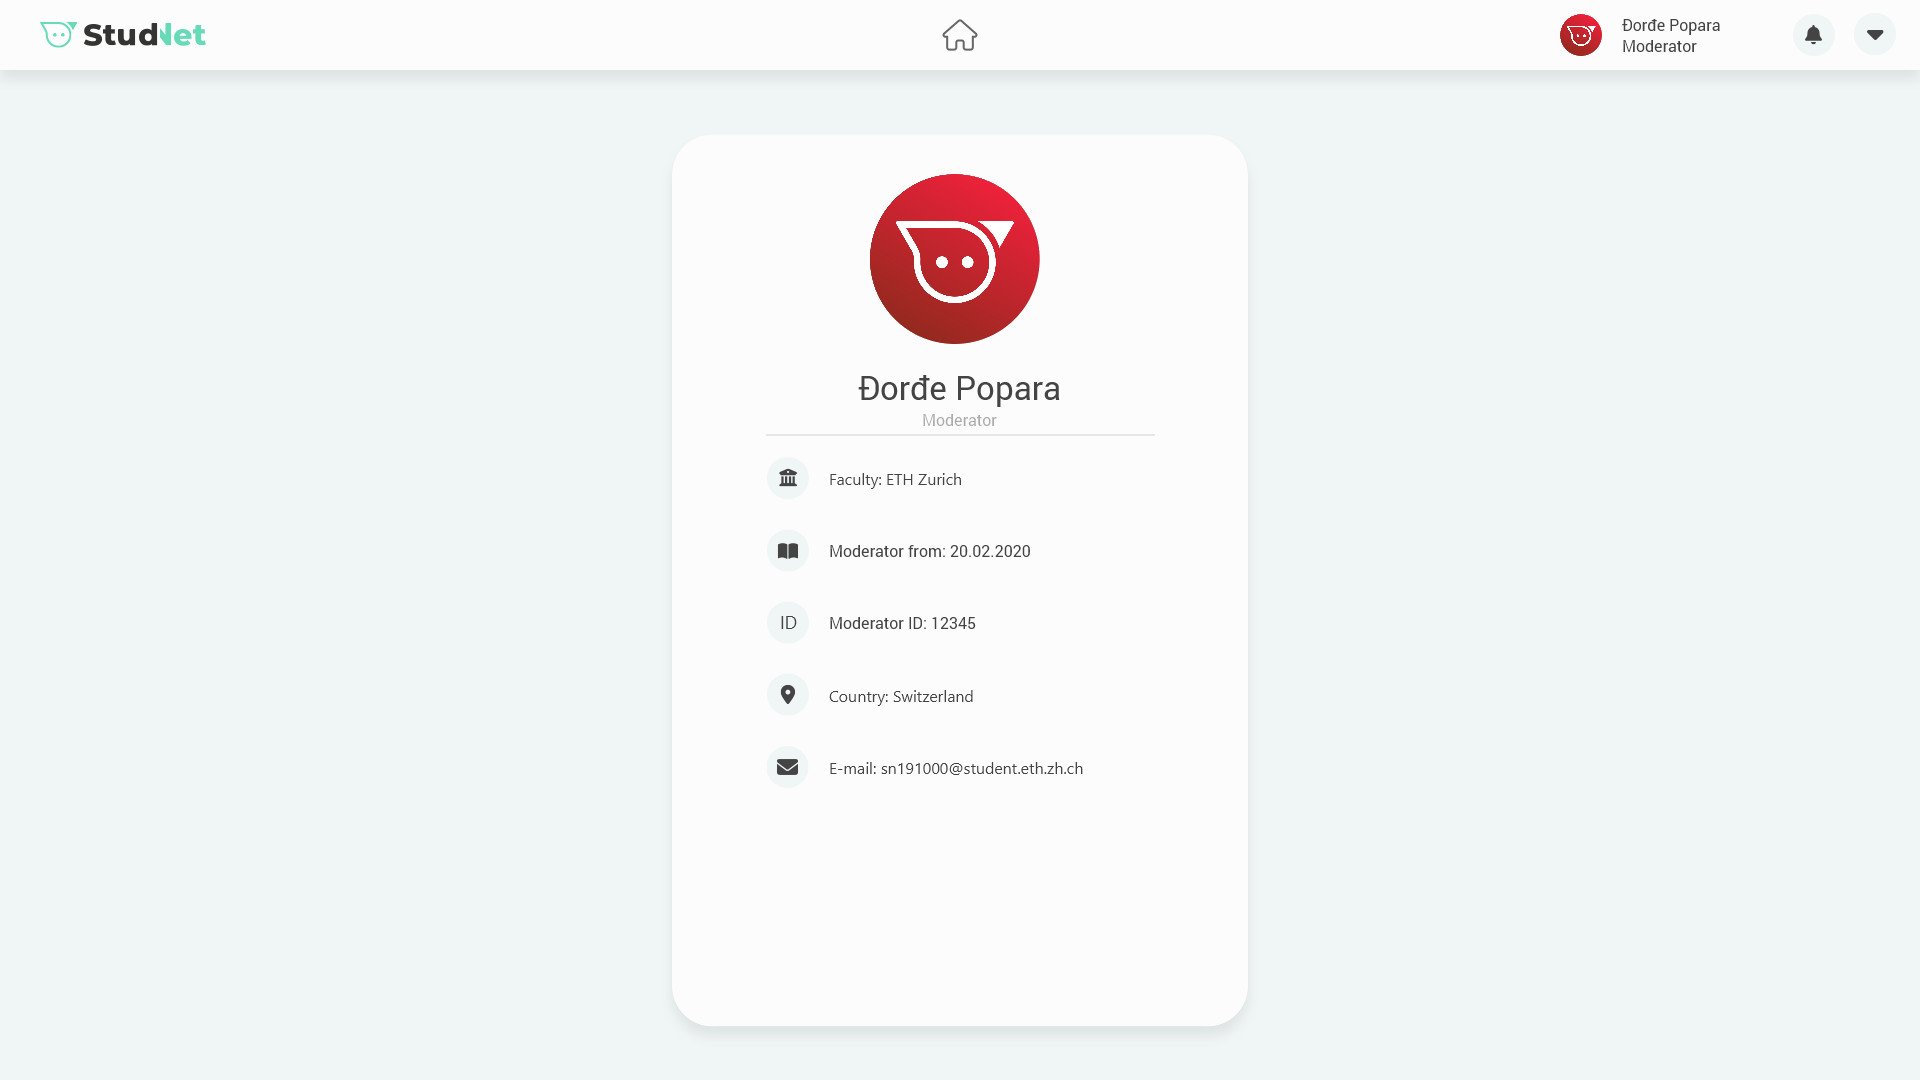 StudNet
Đorđe Popara
Moderator
Đorđe Popara
Moderator
Faculty: ETH Zurich
Moderator from: 20.02.2020
ID
Moderator ID: 12345
Country: Switzerland
E-mail: sn191000@student.eth.zh.ch